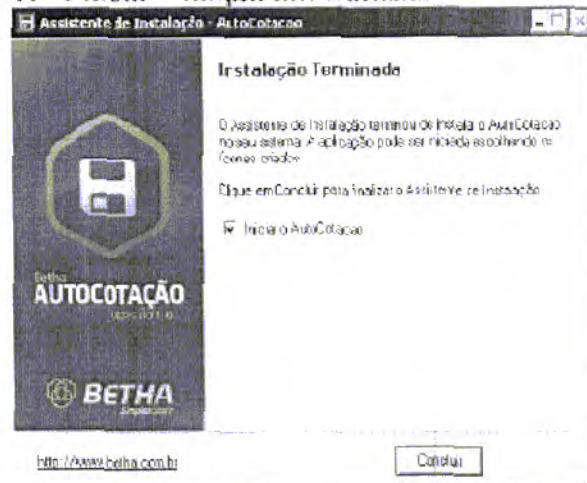 Assistente de Instalação - AutoCotacao
Instalação Terminada
O Assistente de Instalação terminou de instalar o AutoCotacao
no seu sistema. A aplicação pode ser iniciada escolhendo os
ícones criados
Clique em Concluir para finalizar o Assistente de Instalação
Iniciar o AutoCotacao
Betha
AUTOCOTAÇÃO
BETHA
http://www.betha.com.br
Concluir